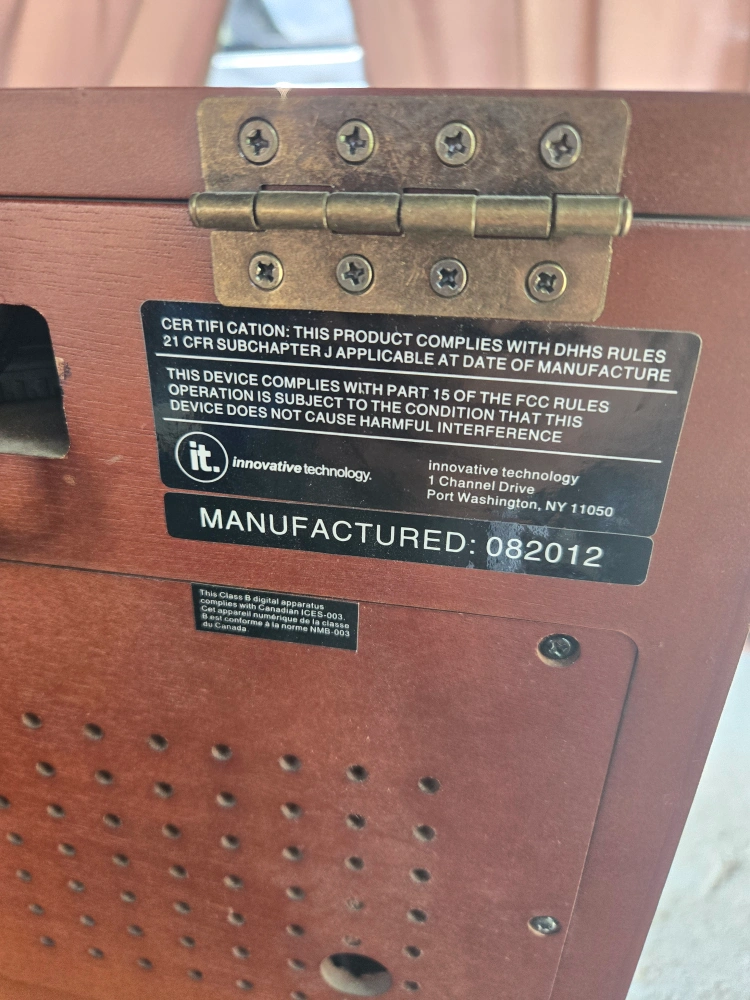 CERTIFICATION: THIS PRODUCT COMPLIES WITH DHHS RULES
21 CFR SUBCHAPTER J APPLICABLE AT DATE OF MANUFACTURE
THIS DEVICE COMPLIES WITH PART 15 OF THE FCC RULES
OPERATION IS SUBJECT TO THE CONDITION THAT THIS
DEVICE DOES NOT CAUSE HARMFUL INTERFERENCE
it. innovative technology.
innovative technology
1 Channel Drive
Port Washington, NY 11050
MANUFACTURED: 082012
This Class B digital apparatus
complies with Canadian ICES-003.
Cet appareil numérique de la classe
B est conforme à la norme NMB-003
du Canada